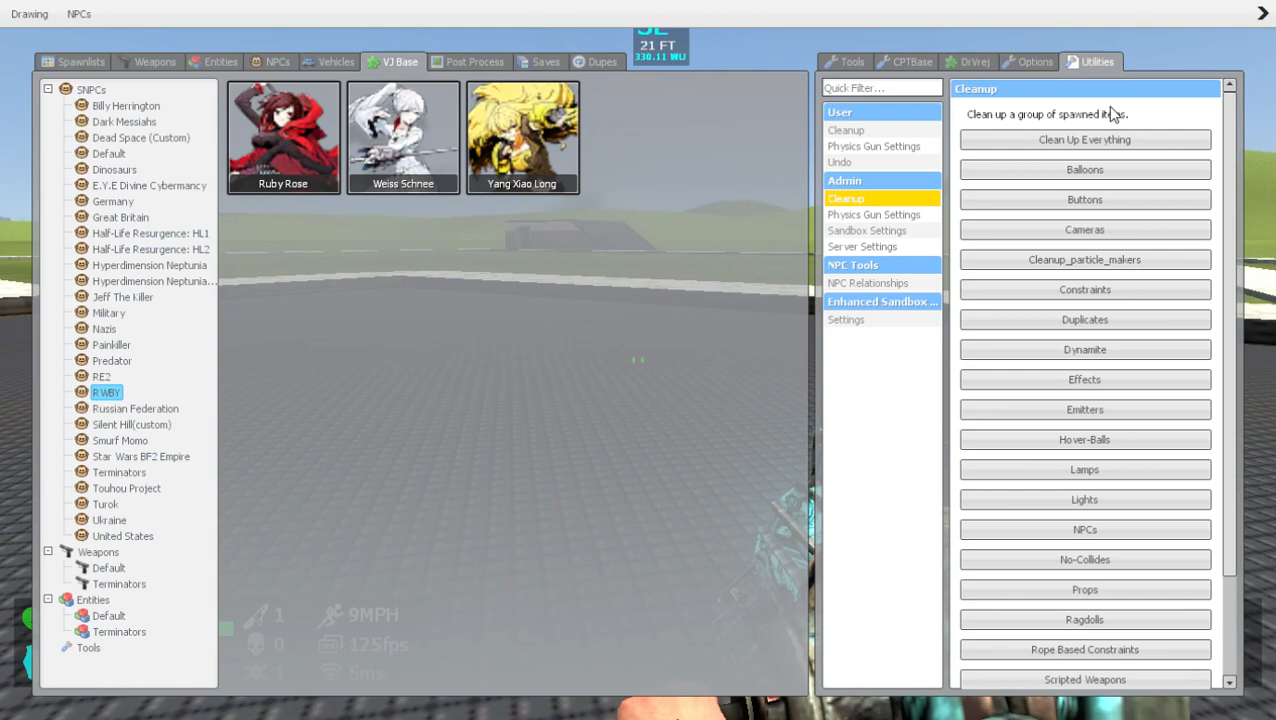 Drawing NPCs
21 FT
330.11 WU
Spawnlists Weapons Entities NPCs Vehicles VJ Base Post Process Saves Dupes
SNPCs
Billy Herrington
Dark Messiahs
Dead Space (Custom)
Default
Dinosaurs
E.Y.E Divine Cybermancy
Germany
Great Britain
Half-Life Resurgence: HL1
Half-Life Resurgence: HL2
Hyperdimension Neptunia
Hyperdimension Neptunia...
Jeff The Killer
Military
Nazis
Painkiller
Predator
RE2
RWBY
Russian Federation
Silent Hill(custom)
Smurf Momo
Star Wars BF2 Empire
Terminators
Touhou Project
Turok
Ukraine
United States
Weapons
Default
Terminators
Entities
Default
Terminators
Tools
Ruby Rose
Weiss Schnee
Yang Xiao Long
1 9MPH
0 125fps
1 5ms
Tools CPTBase DrVrej Options Utilities
Quick Filter...
User
Cleanup
Physics Gun Settings
Undo
Admin
Cleanup
Physics Gun Settings
Sandbox Settings
Server Settings
NPC Tools
NPC Relationships
Enhanced Sandbox ...
Settings
Cleanup
Clean up a group of spawned items.
Clean Up Everything
Balloons
Buttons
Cameras
Cleanup_particle_makers
Constraints
Duplicates
Dynamite
Effects
Emitters
Hover-Balls
Lamps
Lights
NPCs
No-Collides
Props
Ragdolls
Rope Based Constraints
Scripted Weapons